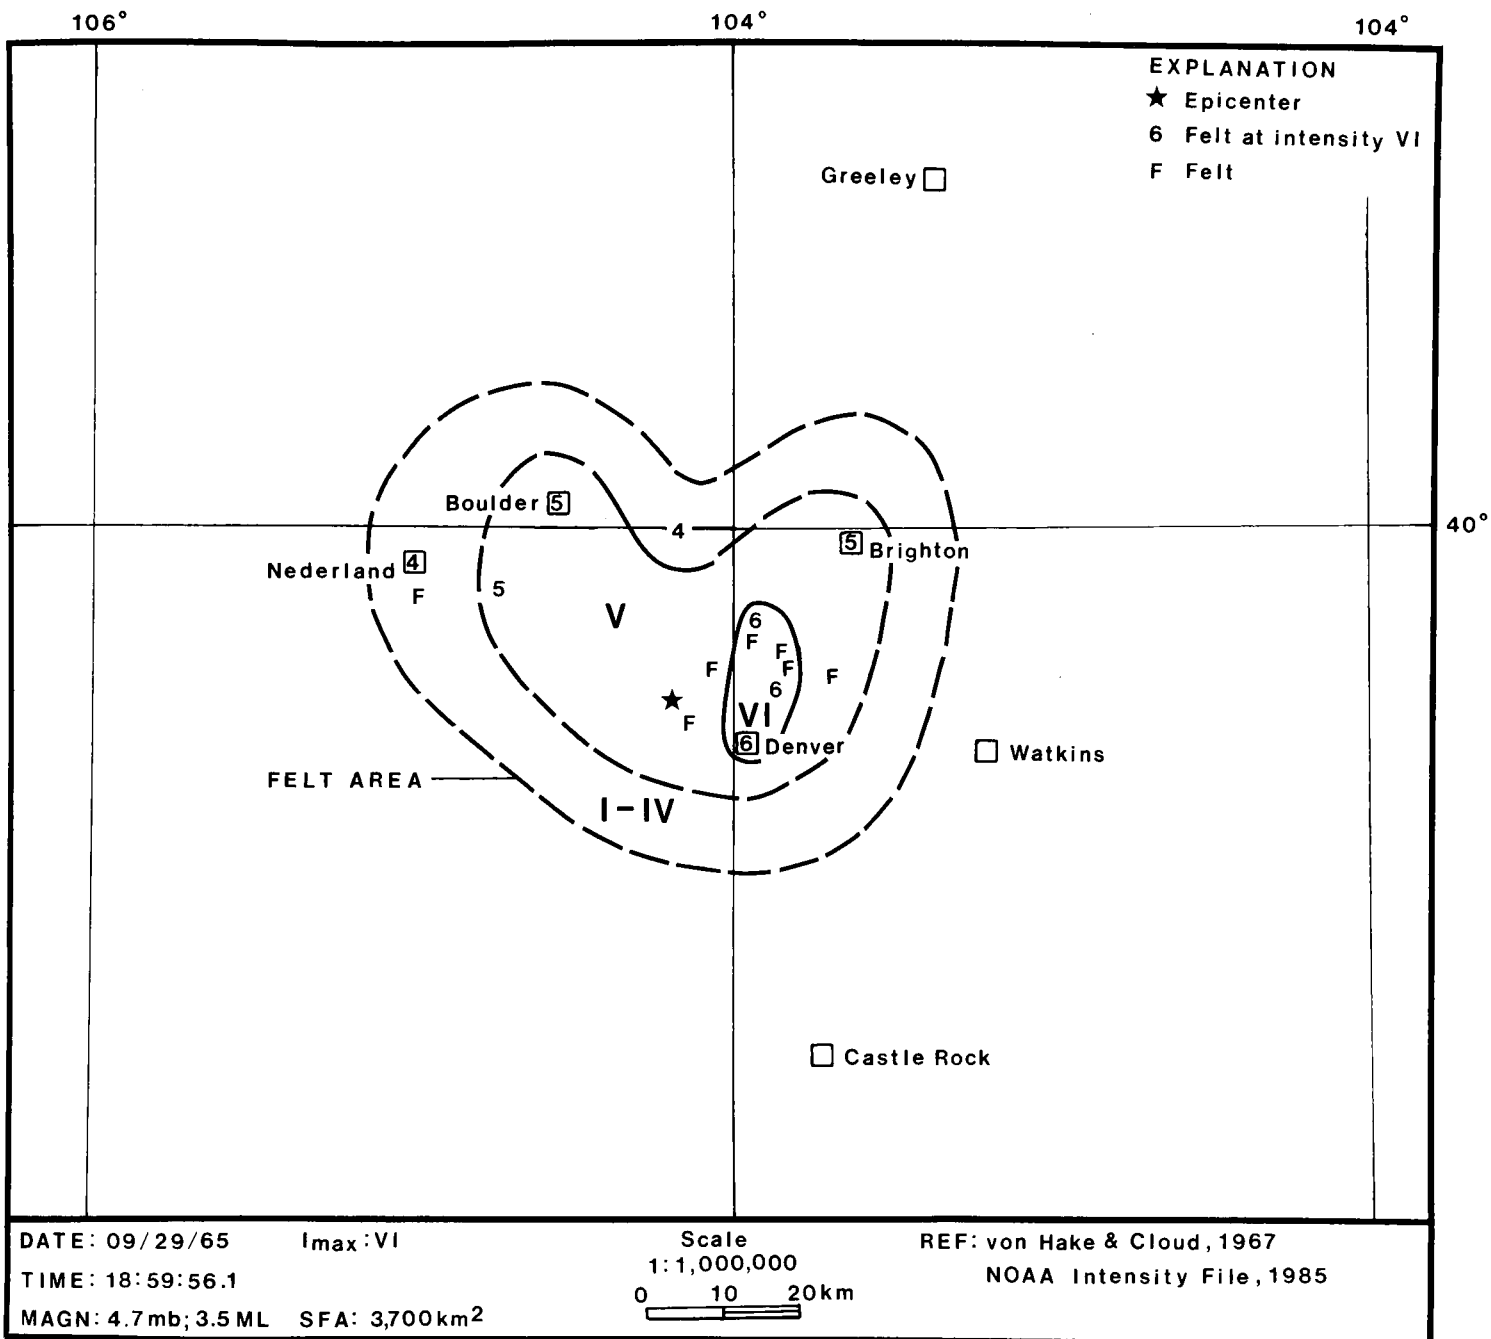 106° 104° 104°
EXPLANATION
★ Epicenter
6 Felt at intensity VI
F Felt
Greeley
Boulder 5
4
40°
5 Brighton
Nederland 4
F
5
V
6
F
F
F F
F
6
VI
F
6 Denver
Watkins
FELT AREA
I-IV
Castle Rock
DATE: 09/29/65 Imax: VI
TIME: 18:59:56.1
MAGN: 4.7mb; 3.5 ML SFA: 3,700km²
Scale
1:1,000,000
0 10 20km
REF: von Hake & Cloud, 1967
NOAA Intensity File, 1985